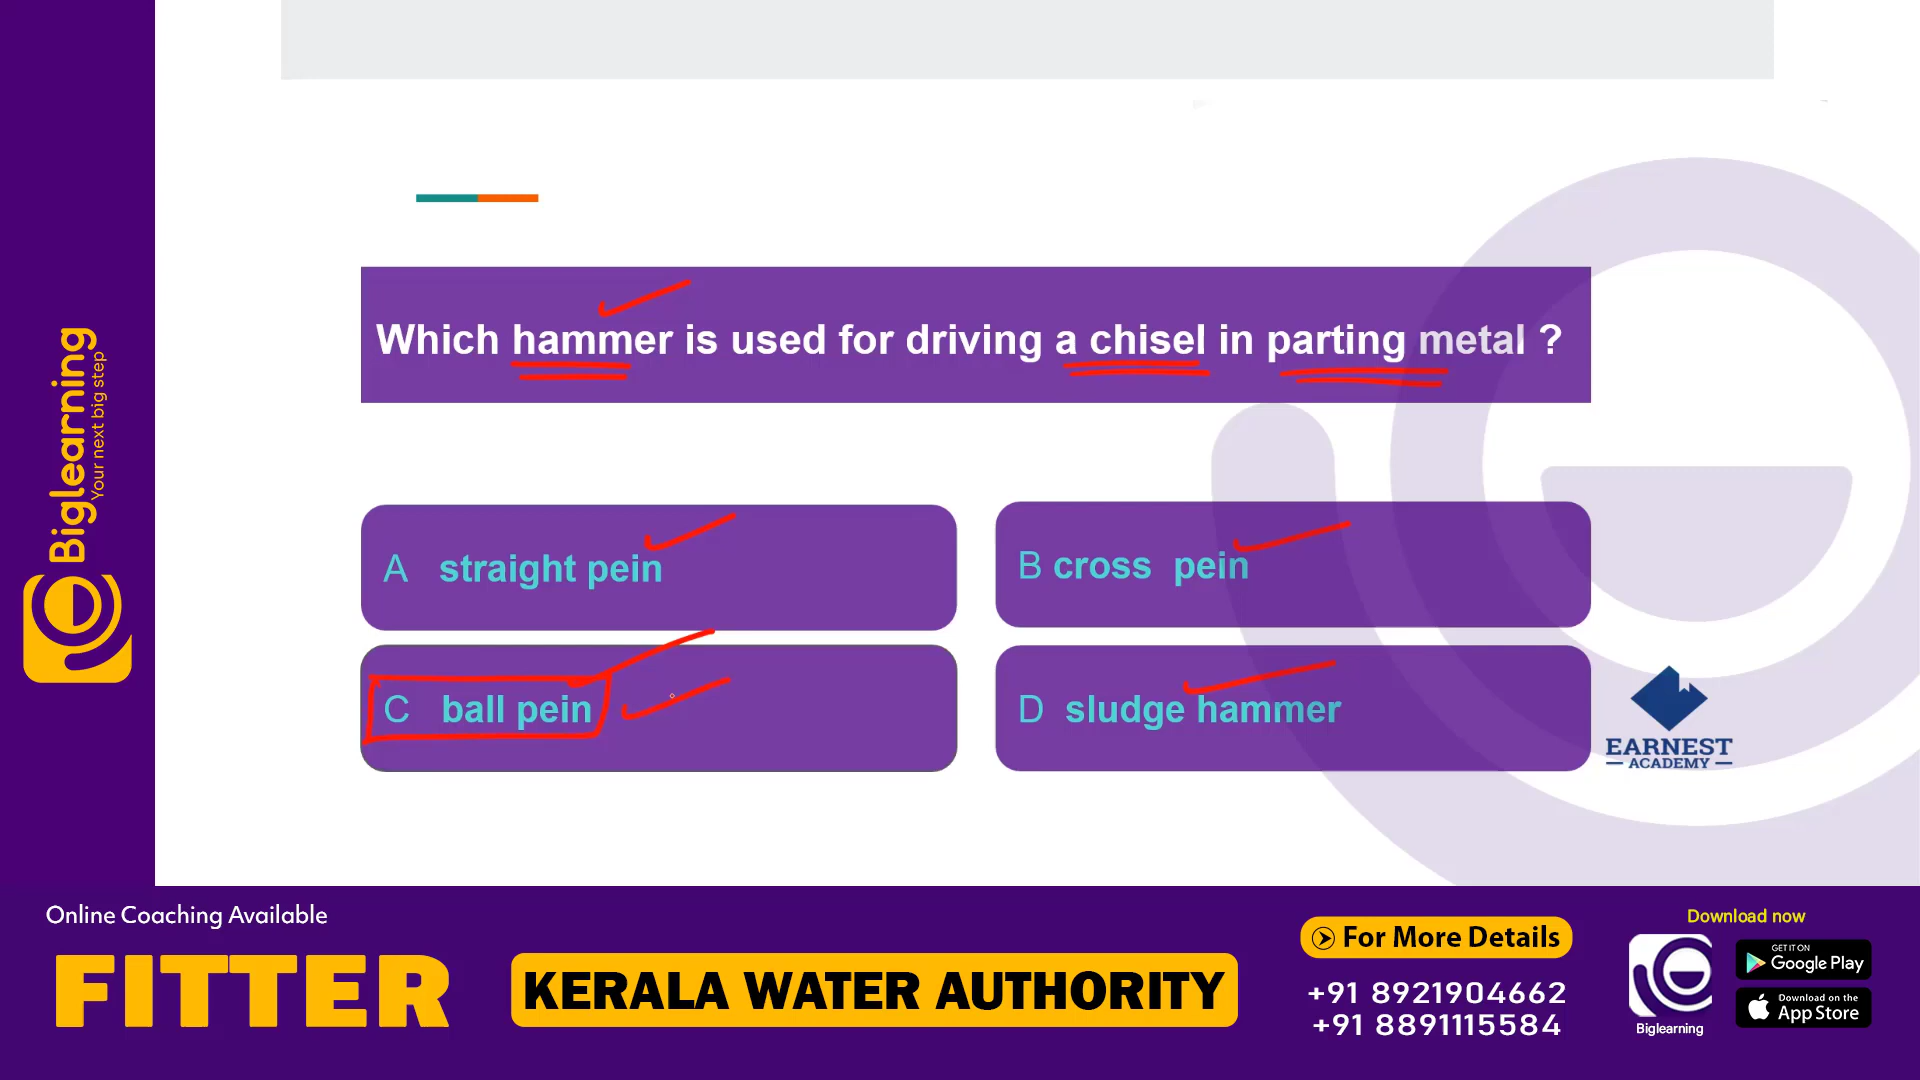 Biglearning
Your next big step
Which hammer is used for driving a chisel in parting metal ?
A straight pein
B cross pein
C ball pein
D sludge hammer
EARNEST
ACADEMY
Online Coaching Available
FITTER
KERALA WATER AUTHORITY
For More Details
+91 8921904662
+91 8891115584
Download now
Biglearning
GET IT ON
Google Play
Download on the
App Store